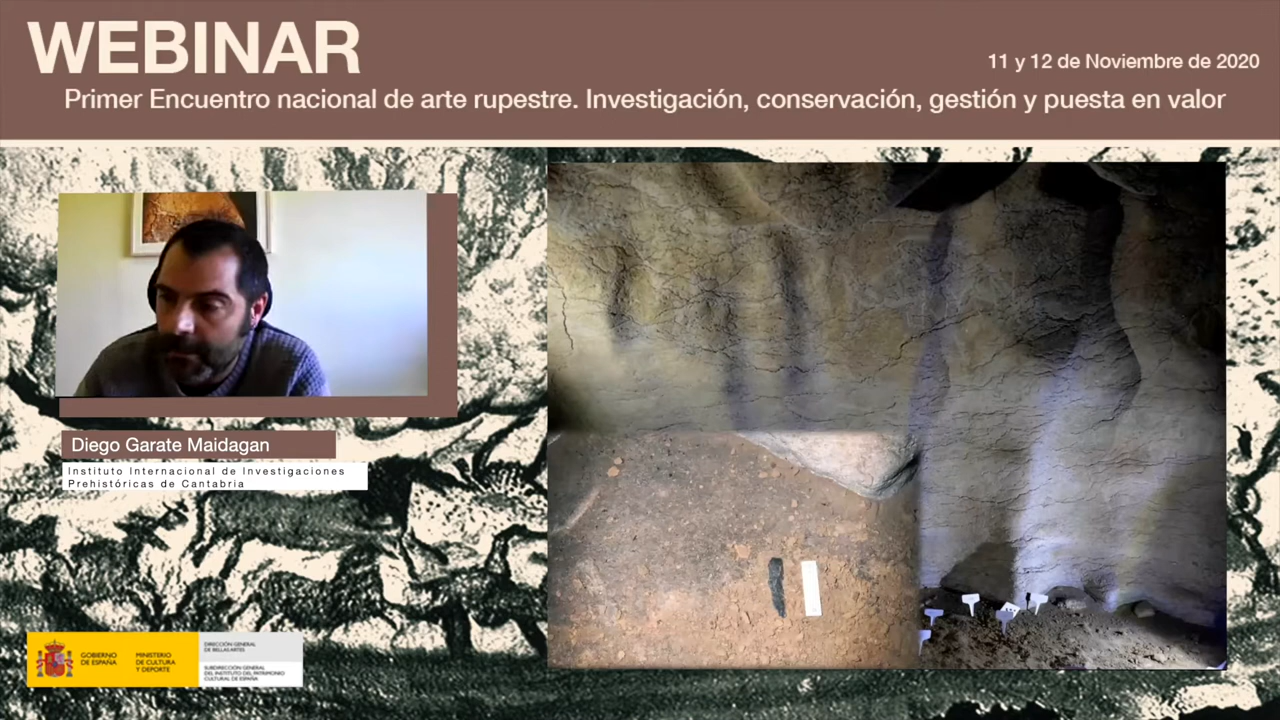 WEBINAR
11 y 12 de Noviembre de 2020
Primer Encuentro nacional de arte rupestre. Investigación, conservación, gestión y puesta en valor
Diego Garate Maidagan
Instituto Internacional de Investigaciones
Prehistóricas de Cantabria
GOBIERNO
DE ESPAÑA
MINISTERIO
DE CULTURA
Y DEPORTE
DIRECCIÓN GENERAL
DE BELLAS ARTES
SUBDIRECCIÓN GENERAL
DEL INSTITUTO DEL PATRIMONIO
CULTURAL DE ESPAÑA